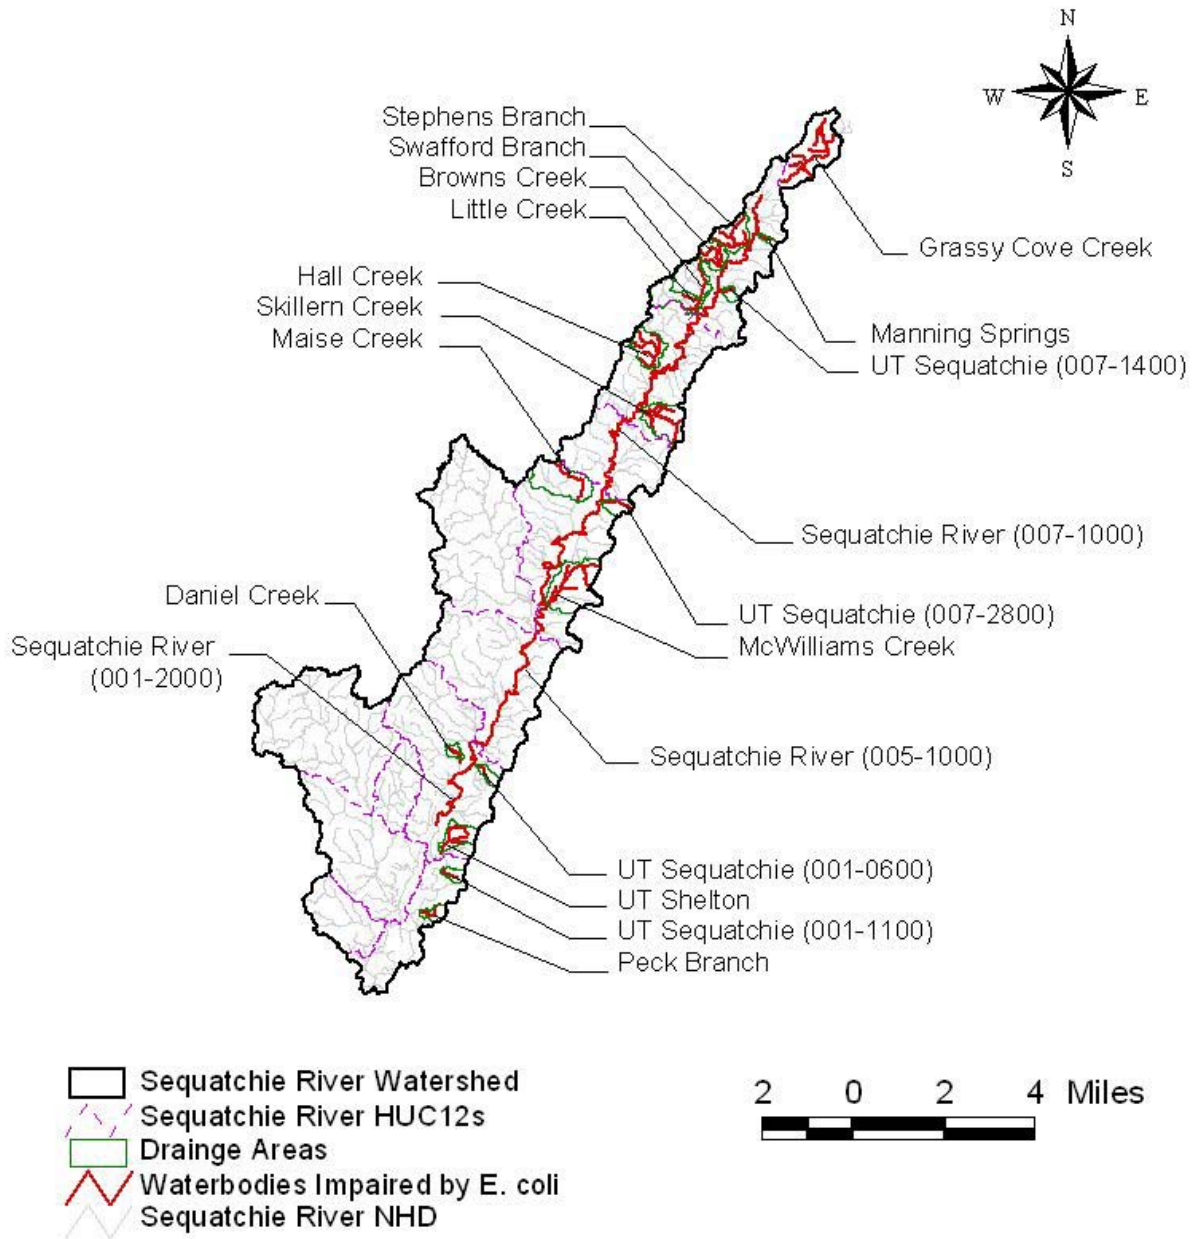 N
W
E
S
Stephens Branch
Swafford Branch
Browns Creek
Little Creek
Grassy Cove Creek
Hall Creek
Skillern Creek
Maise Creek
Manning Springs
UT Sequatchie (007-1400)
Sequatchie River (007-1000)
Daniel Creek
UT Sequatchie (007-2800)
McWilliams Creek
Sequatchie River
(001-2000)
Sequatchie River (005-1000)
UT Sequatchie (001-0600)
UT Shelton
UT Sequatchie (001-1100)
Peck Branch
Sequatchie River Watershed
Sequatchie River HUC12s
Drainge Areas
Waterbodies Impaired by E. coli
Sequatchie River NHD
2 0 2 4 Miles